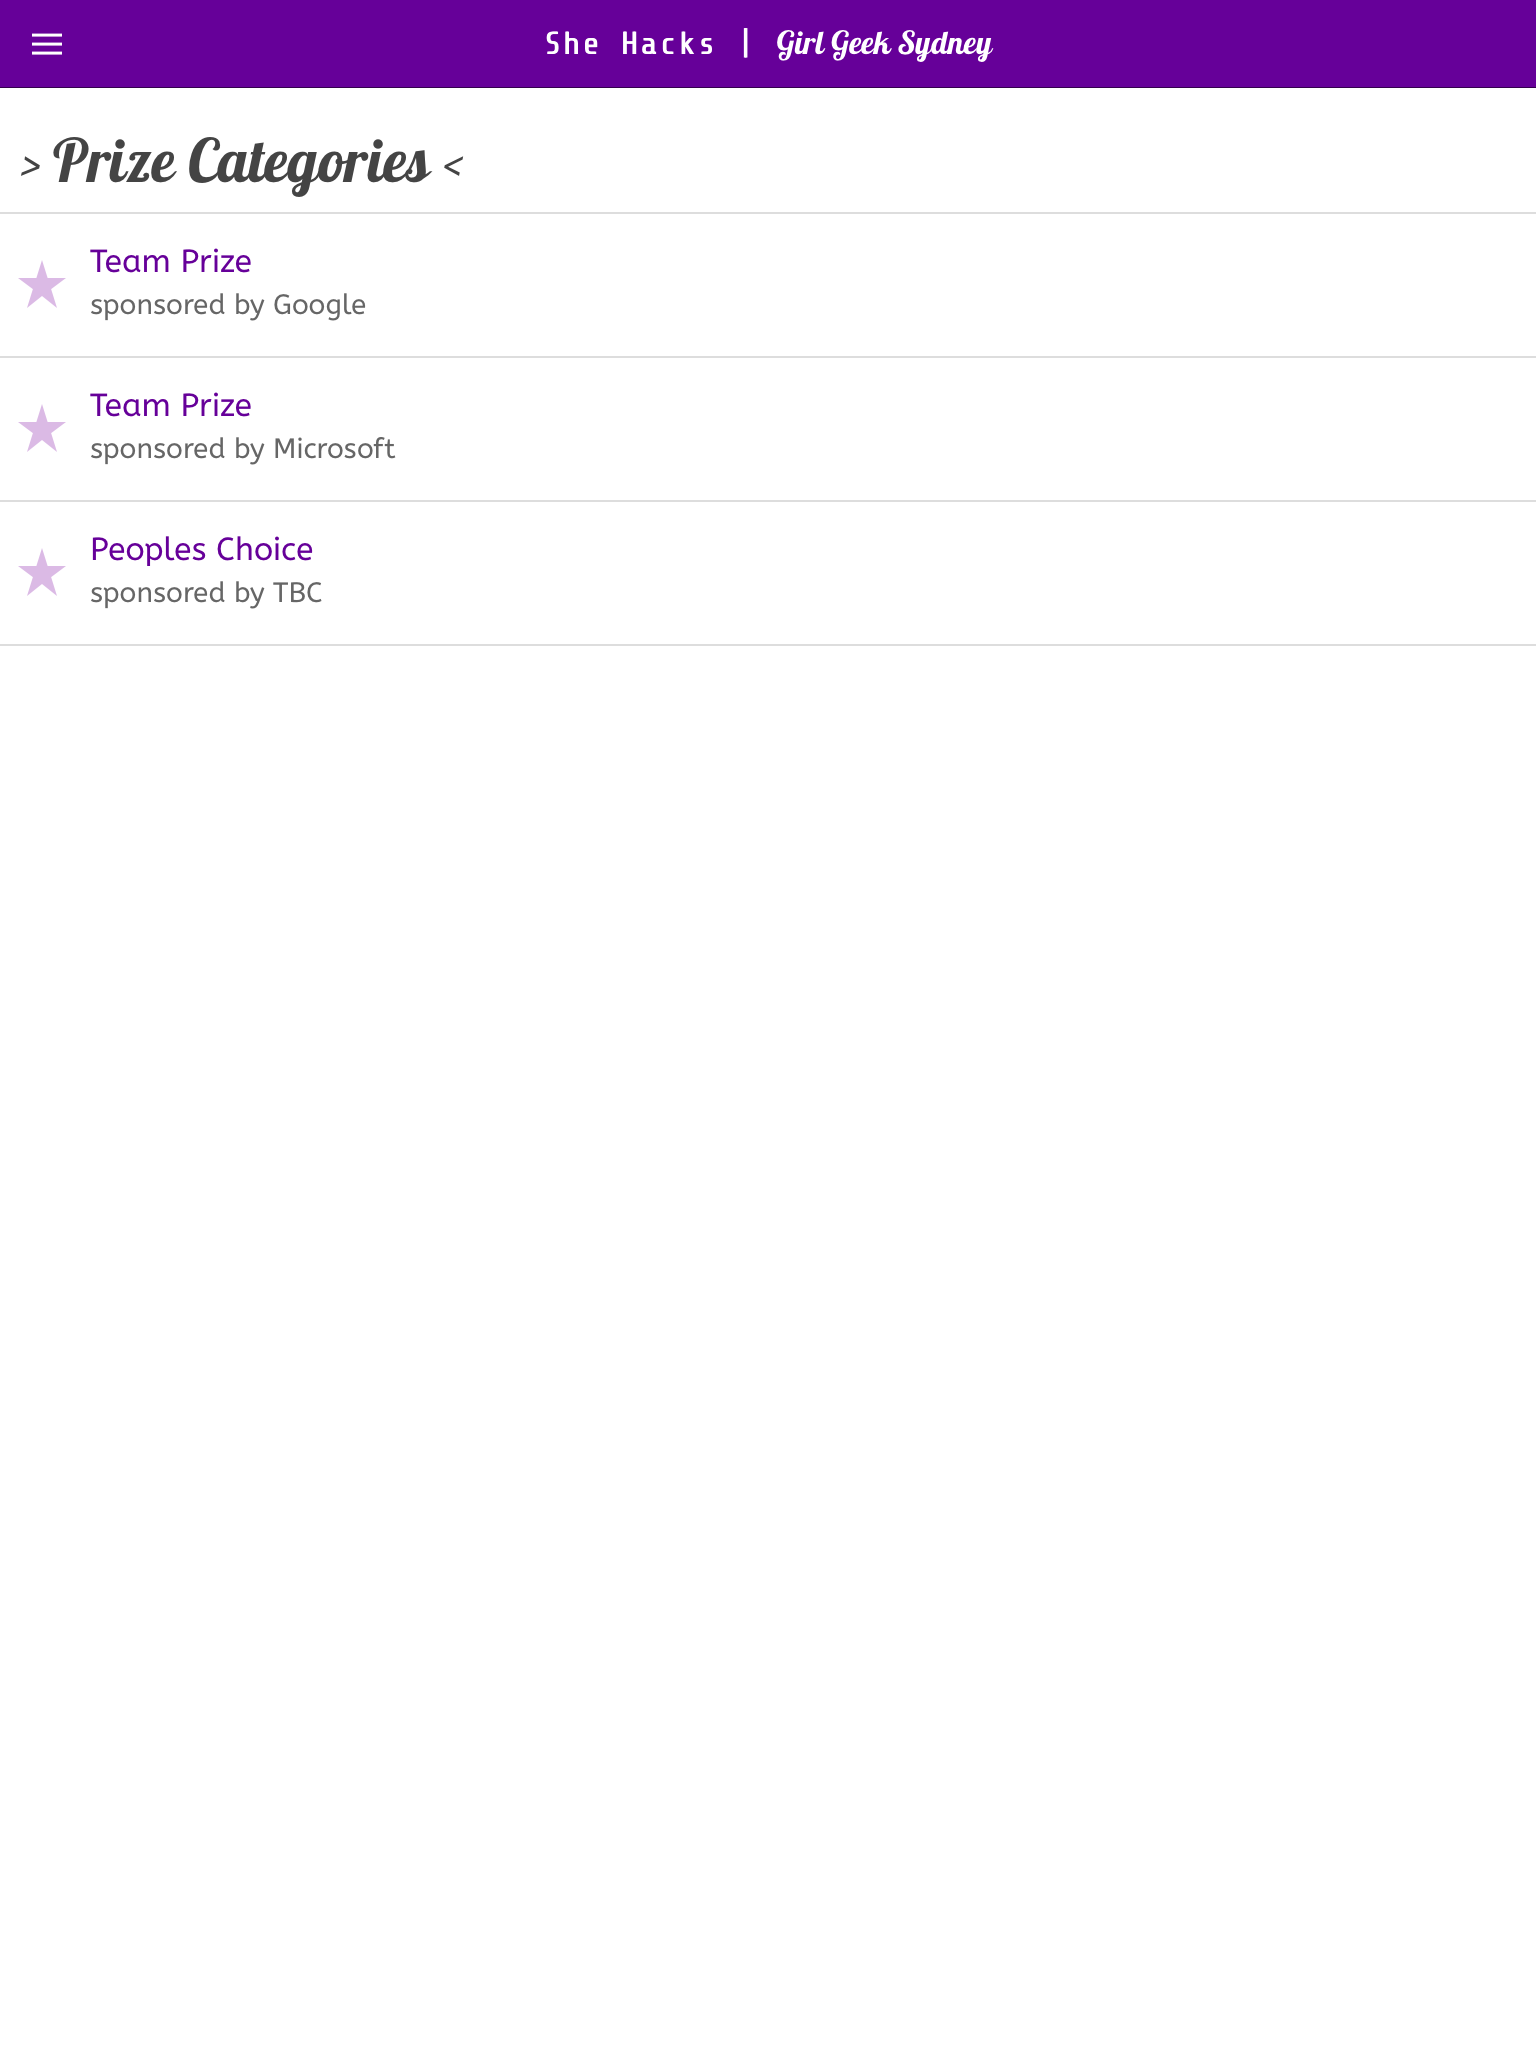 She Hacks | Girl Geek Sydney
> Prize Categories <
Team Prize
sponsored by Google
Team Prize
sponsored by Microsoft
Peoples Choice
sponsored by TBC